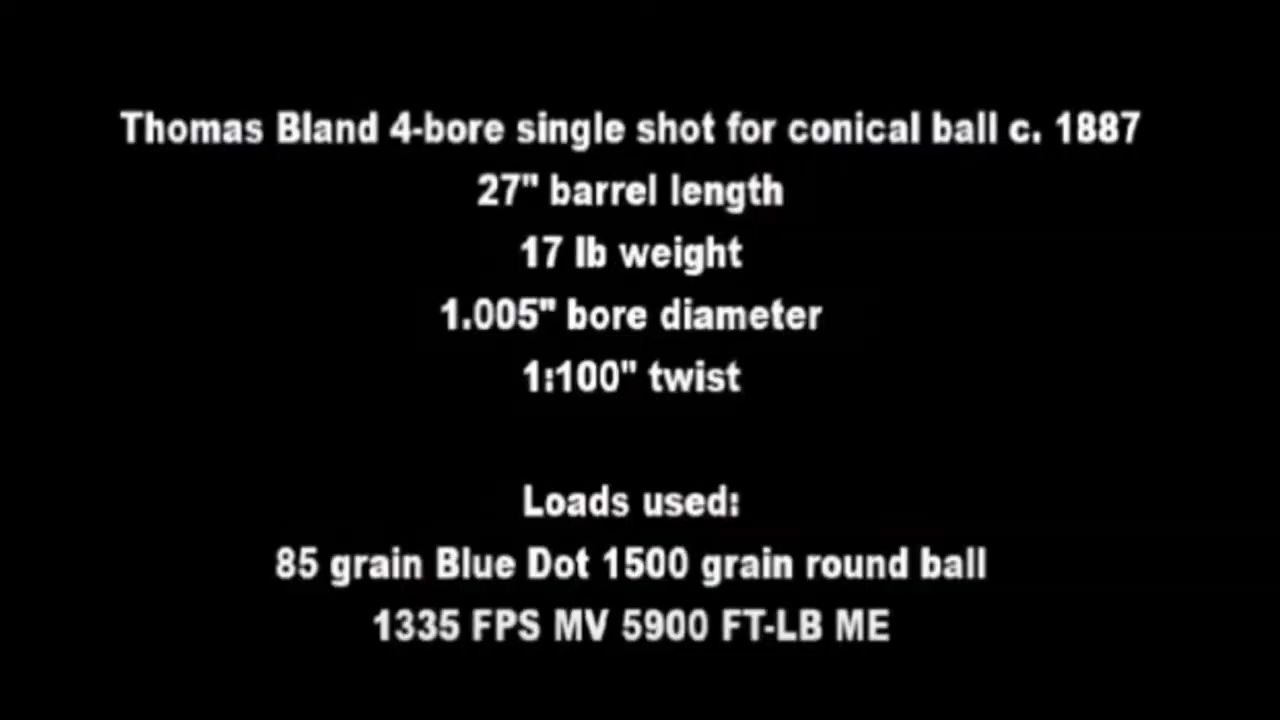 Thomas Bland 4-bore single shot for conical ball c. 1887
27" barrel length
17 lb weight
1.005" bore diameter
1:100" twist
Loads used:
85 grain Blue Dot 1500 grain round ball
1335 FPS MV 5900 FT-LB ME